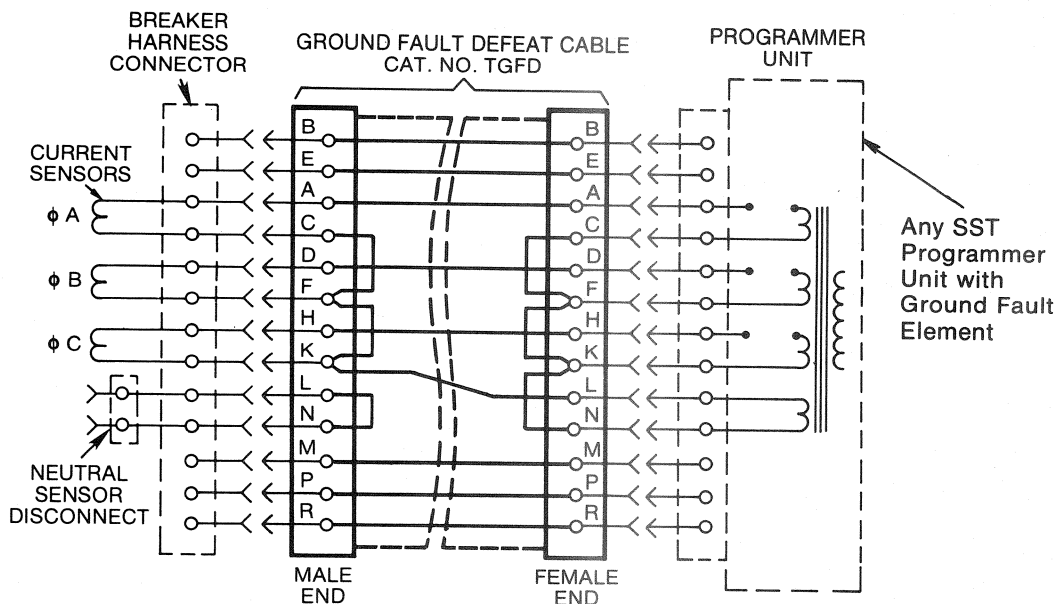 BREAKER
HARNESS
CONNECTOR
GROUND FAULT DEFEAT CABLE
CAT. NO. TGFD
PROGRAMMER
UNIT
CURRENT
SENSORS
ϕ A
ϕ B
ϕ C
NEUTRAL
SENSOR
DISCONNECT
B
E
A
C
D
F
H
K
L
N
M
P
R
MALE
END
B
E
A
C
D
F
H
K
L
N
M
P
R
FEMALE
END
Any SST
Programmer
Unit with
Ground Fault
Element